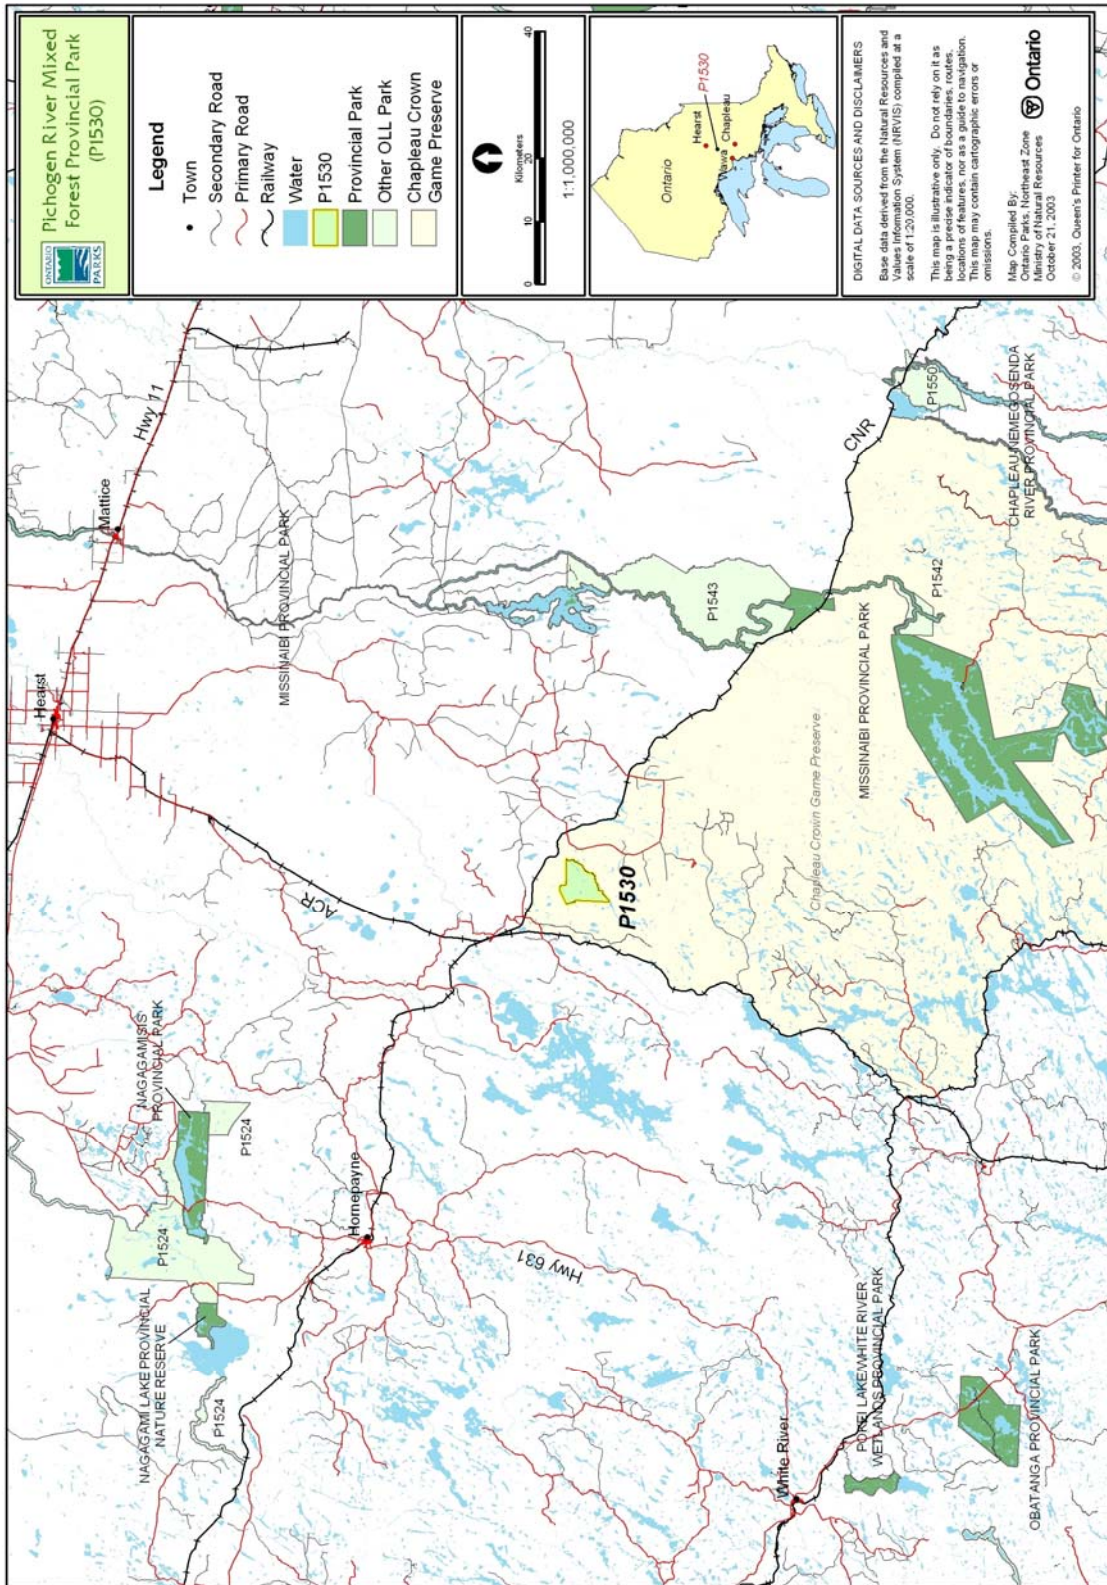 ONTARIO
PARKS
Pichogen River Mixed
Forest Provincial Park
(P1530)
Legend
Town
Secondary Road
Primary Road
Railway
Water
P1530
Provincial Park
Other OLL Park
Chapleau Crown
Game Preserve
Kilometers
0 10 20 40
1:1,000,000
Ontario
Hearst
P1530
Wawa
Chapleau
DIGITAL DATA SOURCES AND DISCLAIMERS
Base data derived from the Natural Resources and
Values Information System (NRVIS) compiled at a
scale of 1:20,000.
This map is illustrative only. Do not rely on it as
being a precise indicator of boundaries, routes,
locations of features, nor as a guide to navigation.
This map may contain cartographic errors or
omissions.
Map Compiled By:
Ontario Parks, Northeast Zone
Ministry of Natural Resources
October 21, 2003
Ontario
© 2003, Queen's Printer for Ontario
Hwy 11
Mattice
Hearst
MISSINAIBI PROVINCIAL PARK
ACR
NAGAGAMISIS
PROVINCIAL PARK
P1524
P1524
NAGAGAMI LAKE PROVINCIAL
NATURE RESERVE
P1524
Hornepayne
Hwy 631
P1530
P1543
CNR
P1550
CHAPLEAU-NEMEGOSENDA
RIVER PROVINCIAL PARK
P1542
MISSINAIBI PROVINCIAL PARK
Chapleau Crown Game Preserve
White River
POKEI LAKE/WHITE RIVER
WETLANDS PROVINCIAL PARK
OBATANGA PROVINCIAL PARK